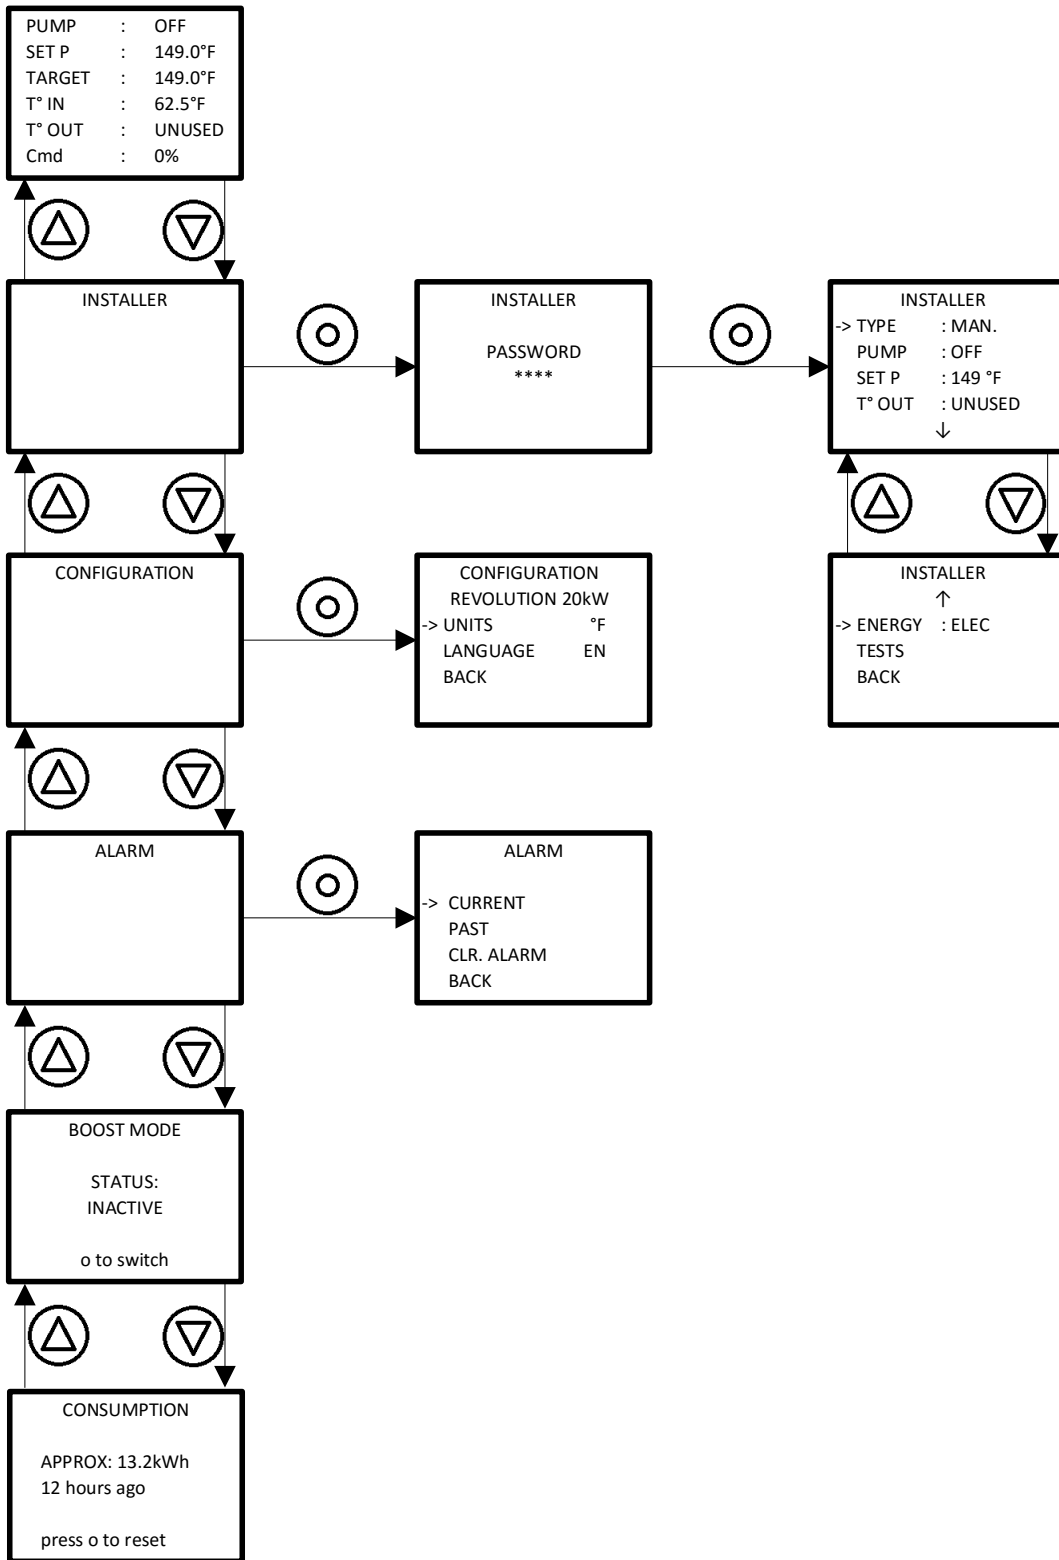 PUMP : OFF
SET P : 149.0°F
TARGET : 149.0°F
T° IN : 62.5°F
T° OUT : UNUSED
Cmd : 0%
INSTALLER
INSTALLER
PASSWORD
****
INSTALLER
-> TYPE : MAN.
PUMP : OFF
SET P : 149 °F
T° OUT : UNUSED
↓
CONFIGURATION
CONFIGURATION
REVOLUTION 20kW
-> UNITS °F
LANGUAGE EN
BACK
INSTALLER
↑
-> ENERGY : ELEC
TESTS
BACK
ALARM
ALARM
-> CURRENT
PAST
CLR. ALARM
BACK
BOOST MODE
STATUS:
INACTIVE
o to switch
CONSUMPTION
APPROX: 13.2kWh
12 hours ago
press o to reset